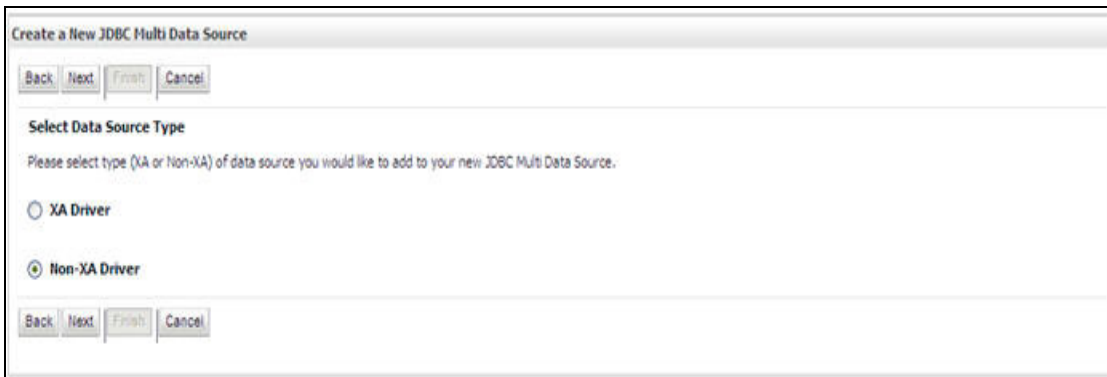 Create a New JDBC Multi Data Source
Back Next Finish Cancel
Select Data Source Type
Please select type (XA or Non-XA) of data source you would like to add to your new JDBC Multi Data Source.
XA Driver
Non-XA Driver
Back Next Finish Cancel